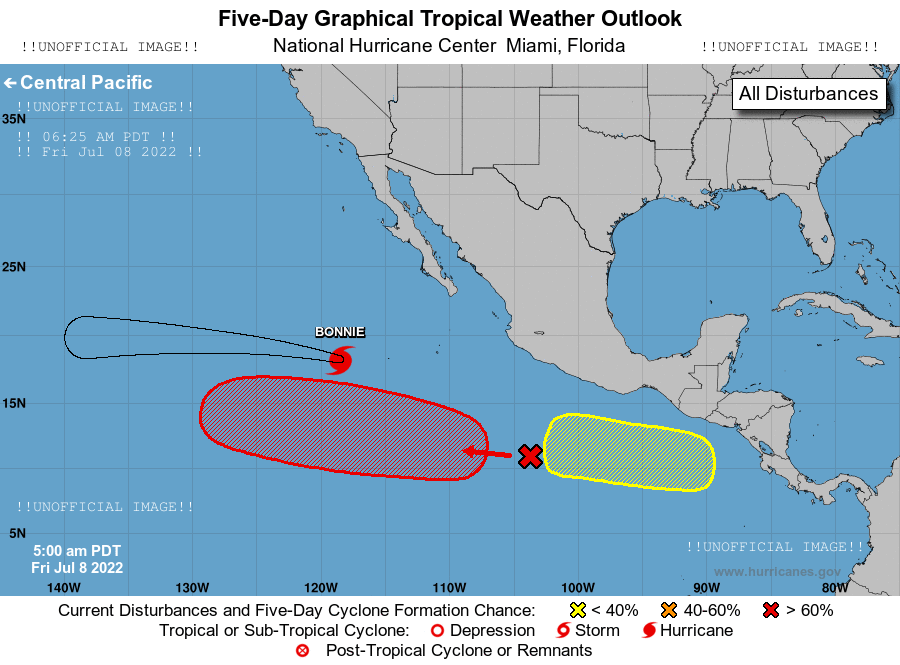 Five-Day Graphical Tropical Weather Outlook
!!UNOFFICIAL IMAGE!! National Hurricane Center  Miami, Florida !!UNOFFICIAL IMAGE!!
← Central Pacific
All Disturbances
!!UNOFFICIAL IMAGE!!
35N
!! 06:25 AM PDT !!
!! Fri Jul 08 2022 !!
25N
BONNIE
15N
!!UNOFFICIAL IMAGE!!
5N
!!UNOFFICIAL IMAGE!!
5:00 am PDT
Fri Jul 8 2022
www.hurricanes.gov
140W 130W 120W 110W 100W 90W 80W
Current Disturbances and Five-Day Cyclone Formation Chance: < 40% 40-60% > 60%
Tropical or Sub-Tropical Cyclone: Depression Storm Hurricane
Post-Tropical Cyclone or Remnants